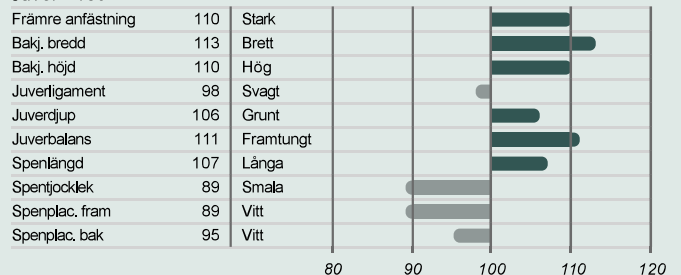 Främre anfästning 110 Stark
Bakj. bredd 113 Brett
Bakj. höjd 110 Hög
Juverligament 98 Svagt
Juverdjup 106 Grunt
Juverbalans 111 Framtungt
Spenlängd 107 Långa
Spentjocklek 89 Smala
Spenplac. fram 89 Vitt
Spenplac. bak 95 Vitt
80 90 100 110 120